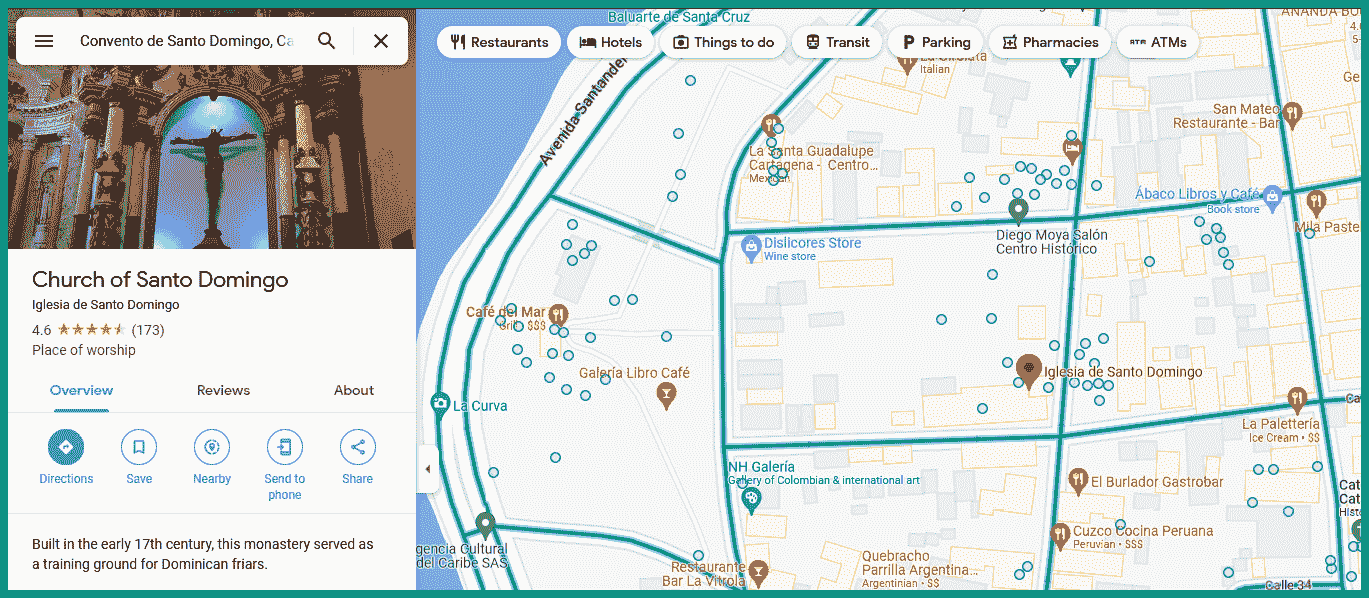 Convento de Santo Domingo, Ca
Church of Santo Domingo
Iglesia de Santo Domingo
4.6 (173)
Place of worship
Overview Reviews About
Directions Save Nearby Send to phone Share
Built in the early 17th century, this monastery served as
a training ground for Dominican friars.
Baluarte de Santa Cruz
Restaurants Hotels Things to do Transit Parking Pharmacies ATMs
Avenida Santander
Italian
San Mateo
Restaurante - Bar
La Santa Guadalupe
Cartagena - Centro...
Mexican
Ábaco Libros y Café
Book store
Dislicores Store
Wine store
Diego Moya Salón
Centro Histórico
Mila Paste
Café del Mar
Grill · $$$
Galería Libro Café
Iglesia de Santo Domingo
La Curva
La Palettería
Ice Cream · $$
NH Galería
Gallery of Colombian & international art
El Burlador Gastrobar
Cuzco Cocina Peruana
Peruvian · $$$
gencia Cultural
del Caribe SAS
Restaurante
Bar La Vitrola
Quebracho
Parrilla Argentina...
Argentinian · $$
Calle 34